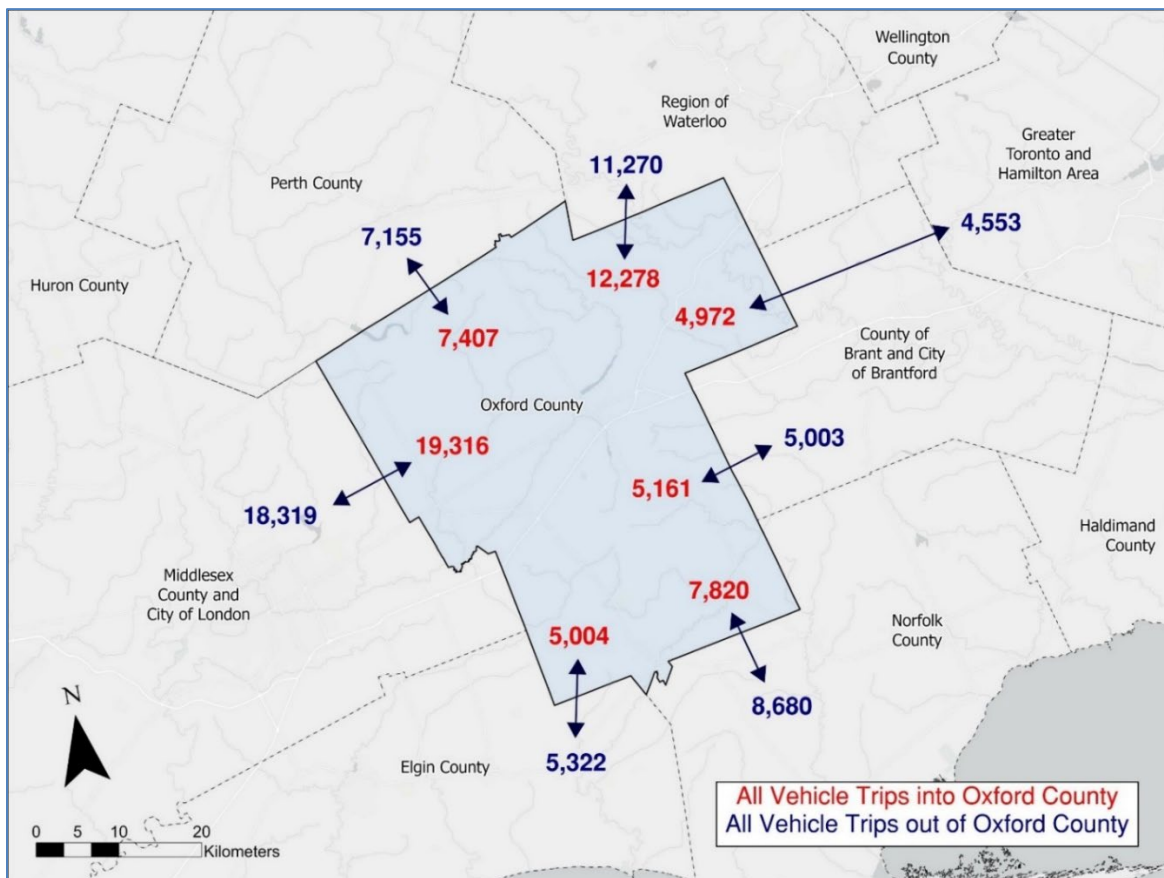 Wellington
County
Region of
Waterloo
Greater
Toronto and
Hamilton Area
11,270
Perth County
4,553
7,155
12,278
Huron County
4,972
7,407
County of
Brant and City
of Brantford
Oxford County
19,316
5,003
5,161
18,319
Haldimand
County
Middlesex
County and
City of London
7,820
Norfolk
County
5,004
N
8,680
5,322
Elgin County
All Vehicle Trips into Oxford County
All Vehicle Trips out of Oxford County
0 5 10 20
Kilometers